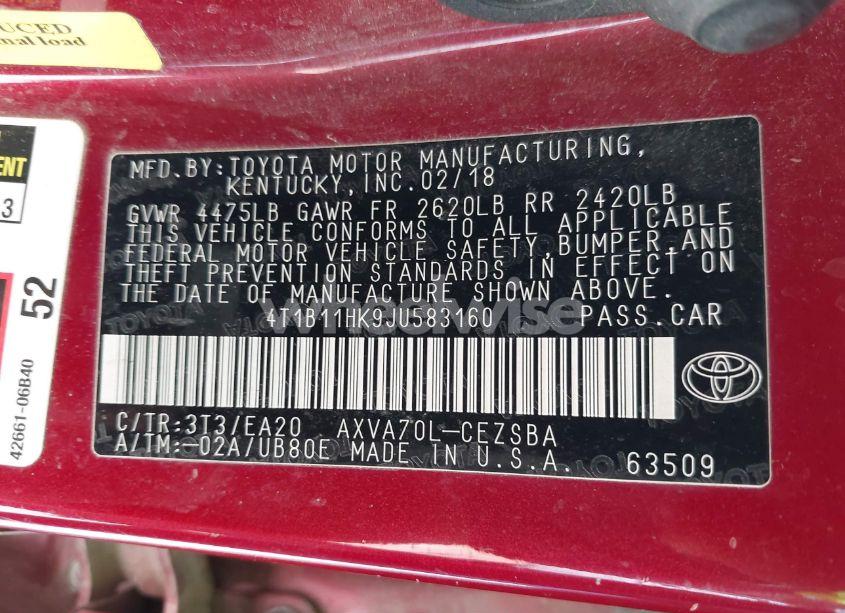 UCED
nal load
ENT
3
52
42661-06B40
MFD.BY:TOYOTA MOTOR MANUFACTURING,
KENTUCKY,INC.02/18
GVWR 4475LB GAWR FR 2620LB RR 2420LB
THIS VEHICLE CONFORMS TO ALL APPLICABLE
FEDERAL MOTOR VEHICLE SAFETY,BUMPER,AND
THEFT PREVENTION STANDARDS IN EFFECT ON
THE DATE OF MANUFACTURE SHOWN ABOVE.
4T1B11HK9JU583160 PASS.CAR
C/TR:3T3/EA20 AXVA70L-CEZSBA
A/TM:-02A/UB80E MADE IN U.S.A. 63509